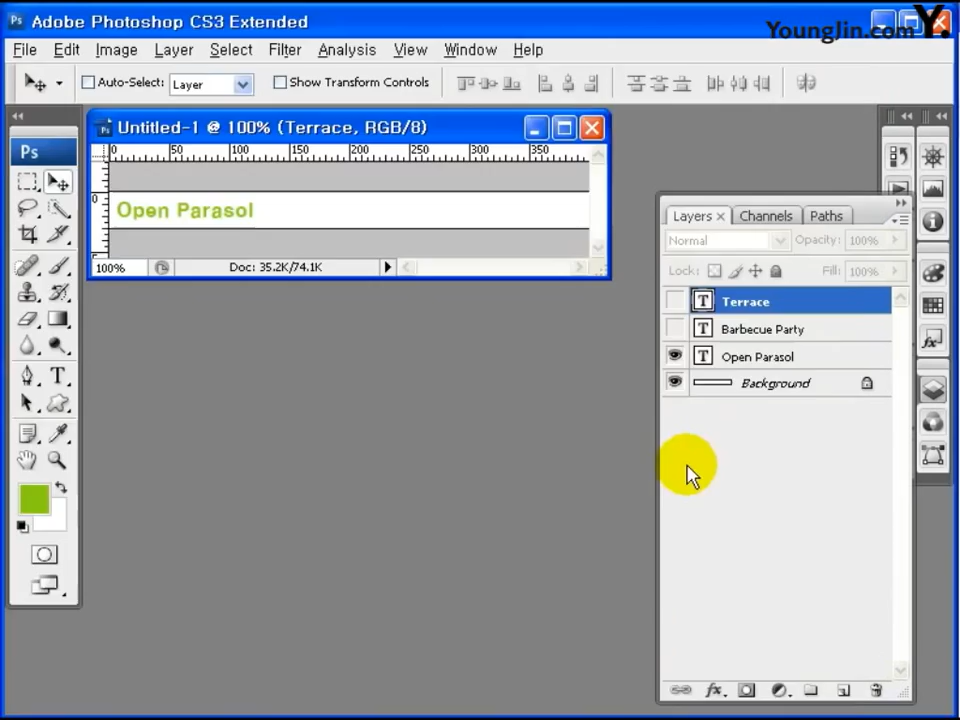 Ps Adobe Photoshop CS3 Extended
YoungJin.com Y.
File Edit Image Layer Select Filter Analysis View Window Help
Auto-Select: Layer Show Transform Controls
Ps
Untitled-1 @ 100% (Terrace, RGB/8)
0 50 100 150 200 250 300 350
0
Open Parasol
100% Doc: 35.2K/74.1K
Layers x Channels Paths
Normal Opacity: 100%
Lock: Fill: 100%
T Terrace
T Barbecue Party
T Open Parasol
Background